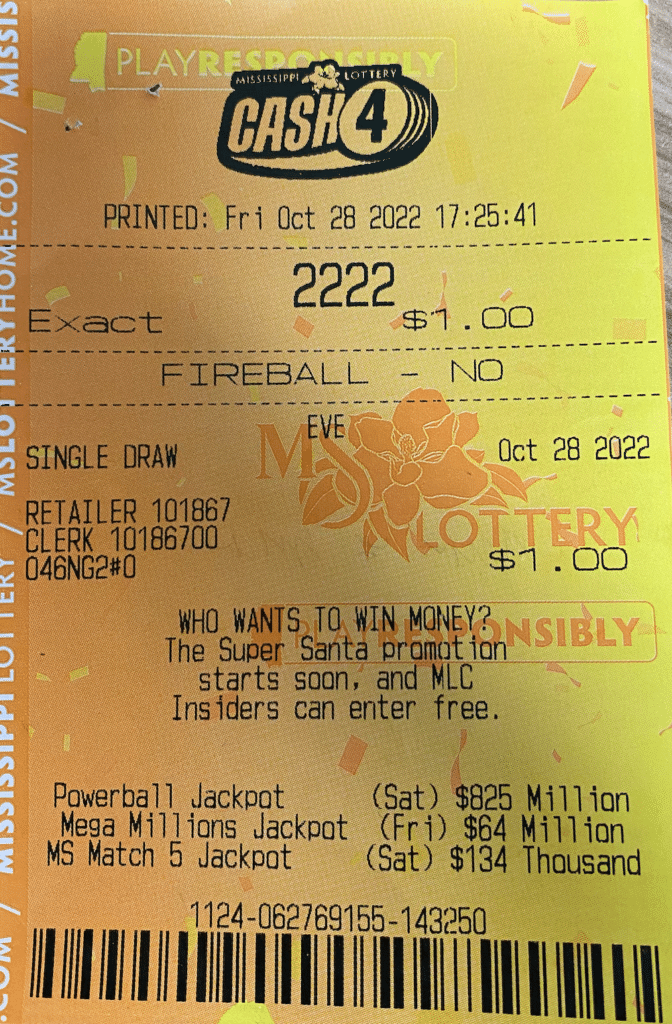 PLAYRESPONSIBLY
MISSISSIPPI LOTTERY
CASH 4
PRINTED: Fri Oct 28 2022 17:25:41
2222
Exact $1.00
FIREBALL - NO
EVE
SINGLE DRAW Oct 28 2022
MS
LOTTERY
RETAILER 101867
CLERK 10186700
046NG2#0 $1.00
PLAYRESPONSIBLY
WHO WANTS TO WIN MONEY?
The Super Santa promotion
starts soon, and MLC
Insiders can enter free.
Powerball Jackpot (Sat) $825 Million
Mega Millions Jackpot (Fri) $64 Million
MS Match 5 Jackpot (Sat) $134 Thousand
1124-062769155-143250
.COM / MISSISSIPPI LOTTERY / MSLOTTERYHOME.COM / MISSIS